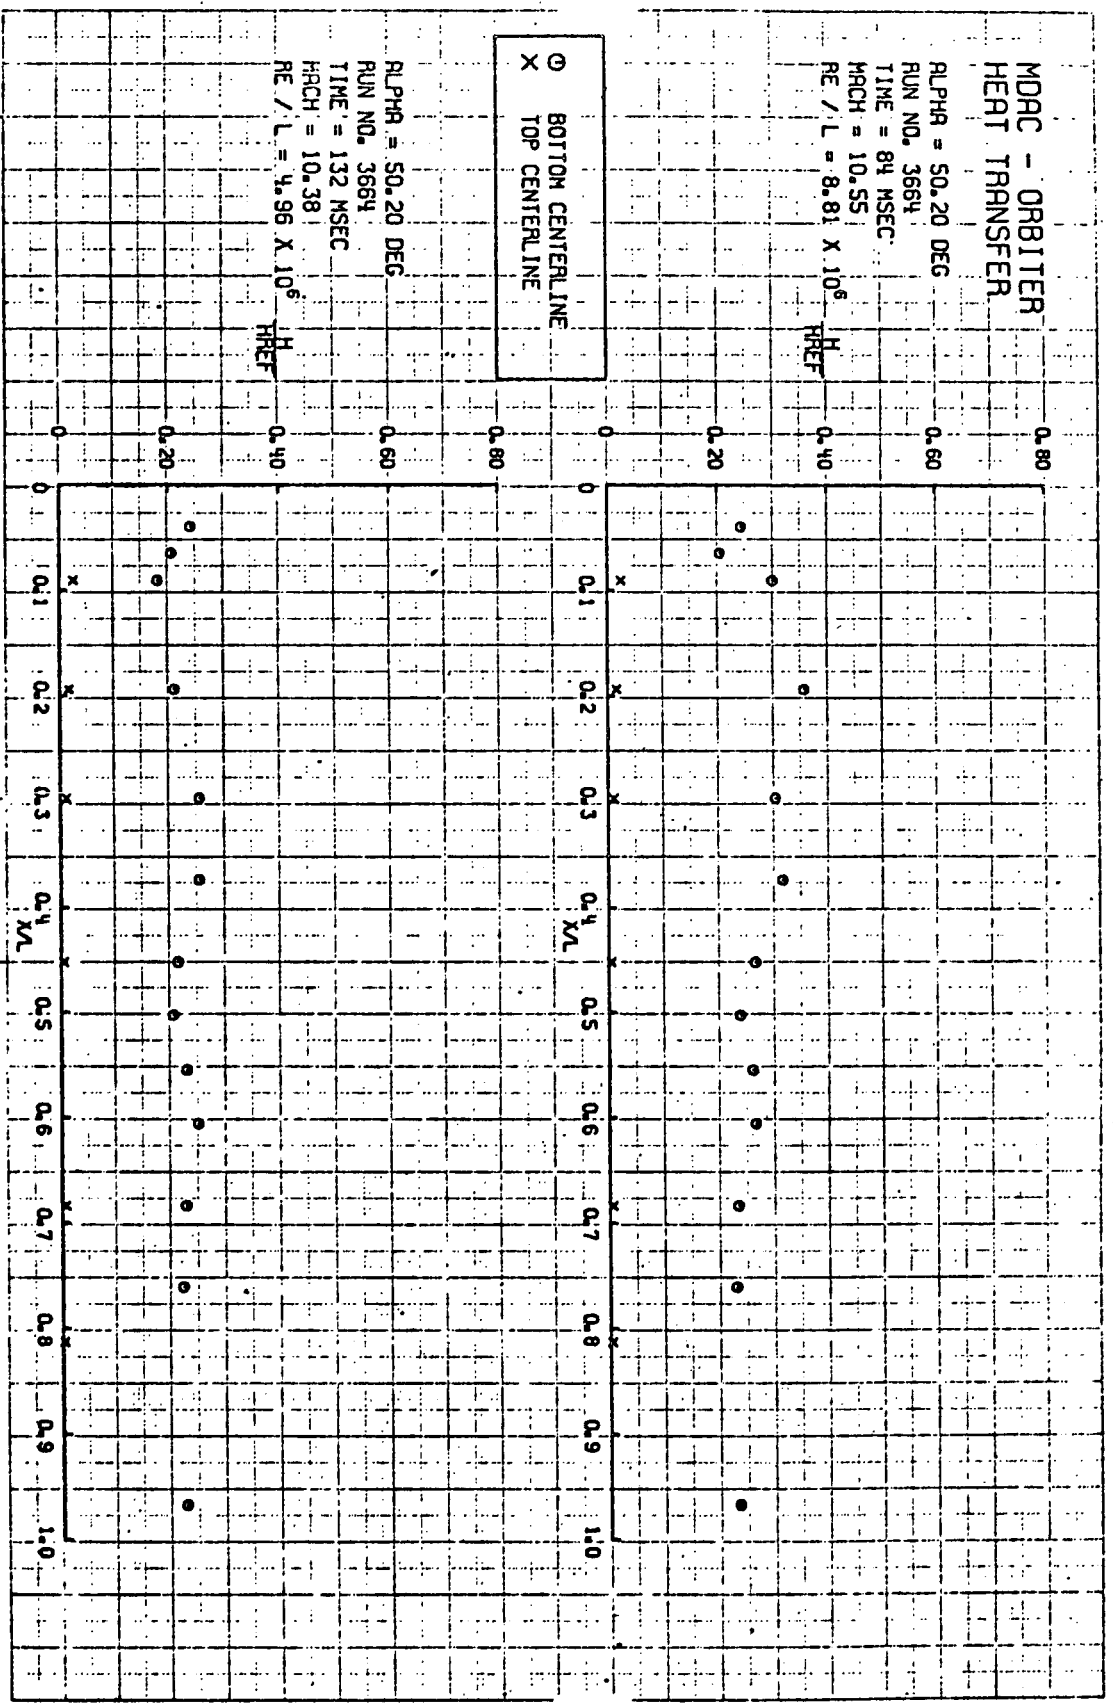 MDAC - ORBITER
HEAT TRANSFER
ALPHA = 50.20 DEG
RUN NO. 3664
TIME = 84 MSEC
MACH = 10.55
RE / L = 8.81 X 10⁶
H
HREF
0.80
0.60
0.40
0.20
0
0 0.1 0.2 0.3 0.4 0.5 0.6 0.7 0.8 0.9 1.0
X/L
⊙ BOTTOM CENTERLINE
X TOP CENTERLINE
ALPHA = 50.20 DEG
RUN NO. 3664
TIME = 132 MSEC
MACH = 10.38
RE / L = 4.96 X 10⁶
H
HREF
0.80
0.60
0.40
0.20
0
0 0.1 0.2 0.3 0.4 0.5 0.6 0.7 0.8 0.9 1.0
X/L